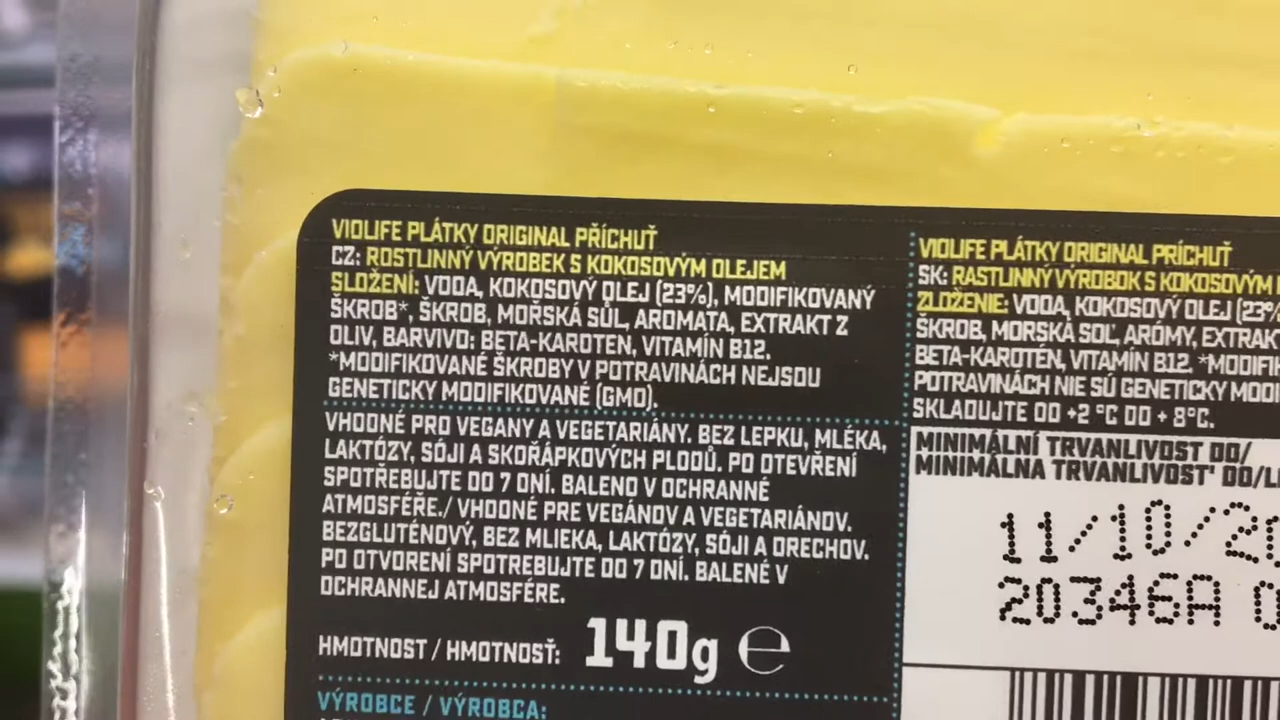 VIOLIFE PLÁTKY ORIGINAL PŘÍCHUŤ
CZ: ROSTLINNÝ VÝROBEK S KOKOSOVÝM OLEJEM
SLOŽENÍ: VODA, KOKOSOVÝ OLEJ (23%), MODIFIKOVANÝ
ŠKROB*, ŠKROB, MOŘSKÁ SŮL, AROMATA, EXTRAKT Z
OLIV, BARVIVO: BETA-KAROTEN, VITAMÍN B12.
*MODIFIKOVANÉ ŠKROBY V POTRAVINÁCH NEJSOU
GENETICKY MODIFIKOVANÉ (GMO).
VHODNÉ PRO VEGANY A VEGETARIÁNY. BEZ LEPKU, MLÉKA,
LAKTÓZY, SÓJI A SKOŘÁPKOVÝCH PLODŮ. PO OTEVŘENÍ
SPOTŘEBUJTE DO 7 DNÍ. BALENO V OCHRANNÉ
ATMOSFÉŘE./ VHODNÉ PRE VEGÁNOV A VEGETARIÁNOV.
BEZGLUTÉNOVÝ, BEZ MLIEKA, LAKTÓZY, SÓJI A ORECHOV.
PO OTVORENÍ SPOTREBUJTE DO 7 DNÍ. BALENÉ V
OCHRANNEJ ATMOSFÉRE.
HMOTNOST / HMOTNOSŤ: 140g ℮
VÝROBCE / VÝROBCA:
VIOLIFE PLÁTKY ORIGINAL PRÍCHUŤ
SK: RASTLINNÝ VÝROBOK S KOKOSOVÝM
ZLOŽENIE: VODA, KOKOSOVÝ OLEJ (23%
ŠKROB, MORSKÁ SOĽ, ARÓMY,
BETA-KAROTÉN, VITAMÍN B12.
POTRAVINÁCH NIE SÚ GENETICKY
SKLADUJTE OD +2 °C DO + 8°C.
MINIMÁLNÍ TRVANLIVOST DO/
MINIMÁLNA TRVANLIVOSŤ DO/
11/10/
20346A